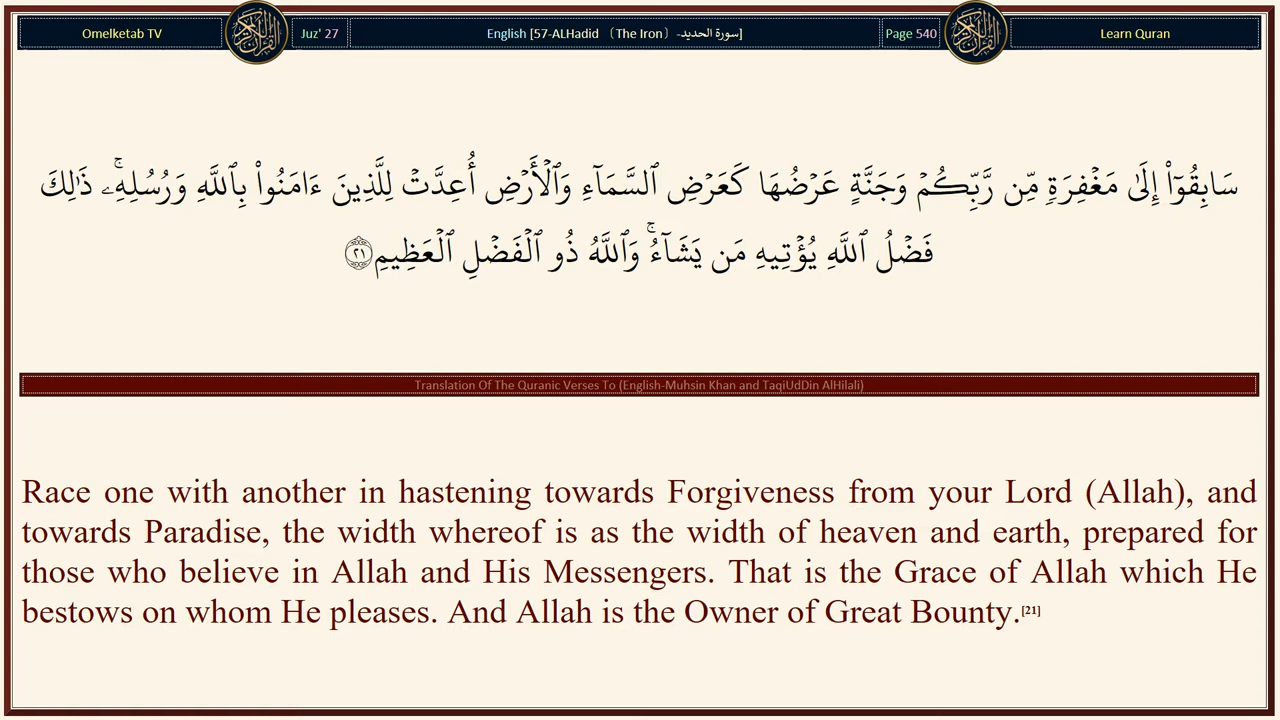 Omelketab TV
Juz' 27
English [57-ALHadid （The Iron）-سورة الحديد]
Page 540
Learn Quran
سَابِقُوٓا۟ إِلَىٰ مَغْفِرَةٍ مِّن رَّبِّكُمْ وَجَنَّةٍ عَرْضُهَا كَعَرْضِ ٱلسَّمَآءِ وَٱلْأَرْضِ أُعِدَّتْ لِلَّذِينَ ءَامَنُوا۟ بِٱللَّهِ وَرُسُلِهِۦ ۚ ذَٰلِكَ
فَضْلُ ٱللَّهِ يُؤْتِيهِ مَن يَشَآءُ ۚ وَٱللَّهُ ذُو ٱلْفَضْلِ ٱلْعَظِيمِ ٢١
Translation Of The Quranic Verses To (English-Muhsin Khan and TaqiUdDin AlHilali)
Race one with another in hastening towards Forgiveness from your Lord (Allah), and
towards Paradise, the width whereof is as the width of heaven and earth, prepared for
those who believe in Allah and His Messengers. That is the Grace of Allah which He
bestows on whom He pleases. And Allah is the Owner of Great Bounty.[21]